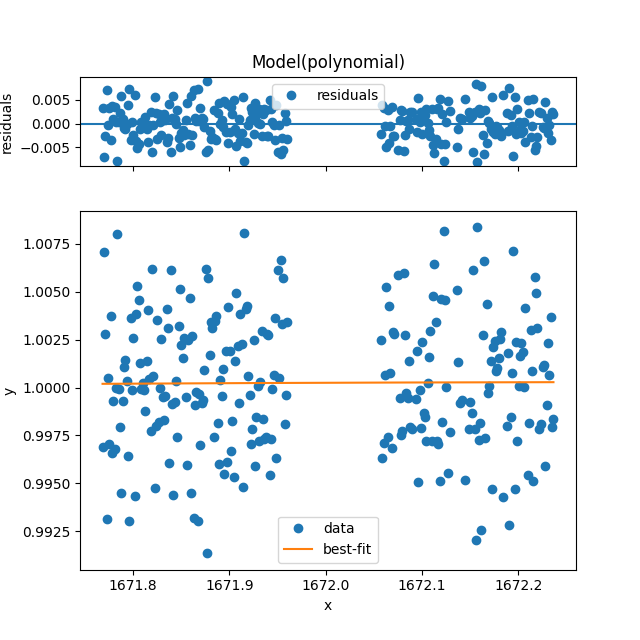 Model(polynomial)
residuals
0.005
0.000
−0.005
residuals
1.0075
1.0050
1.0025
1.0000
0.9975
0.9950
0.9925
y
data
best-fit
1671.8 1671.9 1672.0 1672.1 1672.2
x